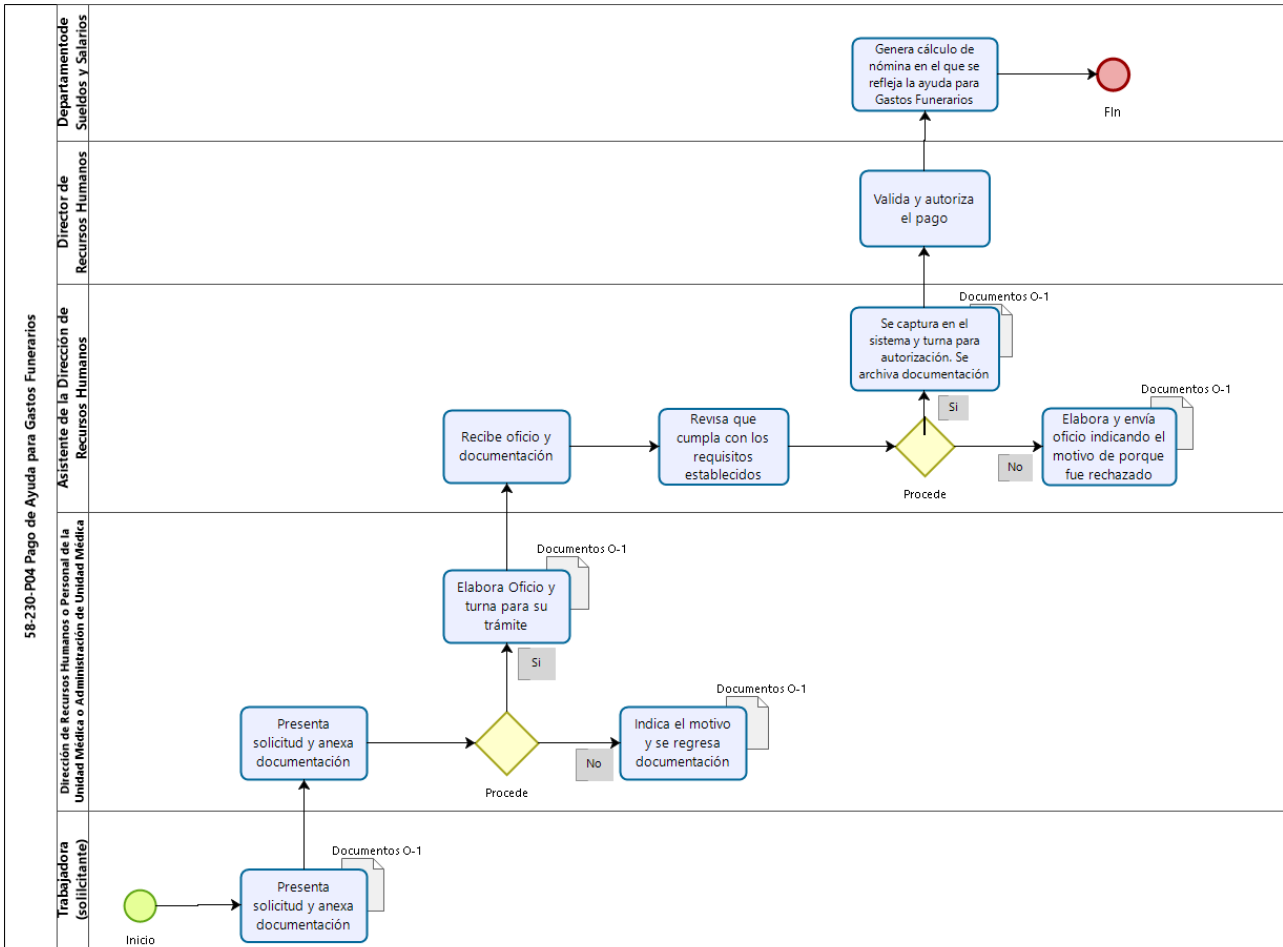 58-230-P04 Pago de Ayuda para Gastos Funerarios
Departamentode
Sueldos y Salarios
Genera cálculo de
nómina en el que se
refleja la ayuda para
Gastos Funerarios
FIn
Director de
Recursos Humanos
Valida y autoriza
el pago
Asistente de la Dirección de
Recursos Humanos
Documentos O-1
Se captura en el
sistema y turna para
autorización. Se
archiva documentación
Si
Documentos O-1
Recibe oficio y
documentación
Revisa que
cumpla con los
requisitos
establecidos
Procede
No
Elabora y envía
oficio indicando el
motivo de porque
fue rechazado
Dirección de Recursos Humanos o Personal de la
Unidad Médica o Administración de Unidad Médica
Documentos O-1
Elabora Oficio y
turna para su
trámite
Si
Documentos O-1
Presenta
solicitud y anexa
documentación
Procede
No
Indica el motivo
y se regresa
documentación
Trabajadora
(solilcitante)
Documentos O-1
Inicio
Presenta
solicitud y anexa
documentación